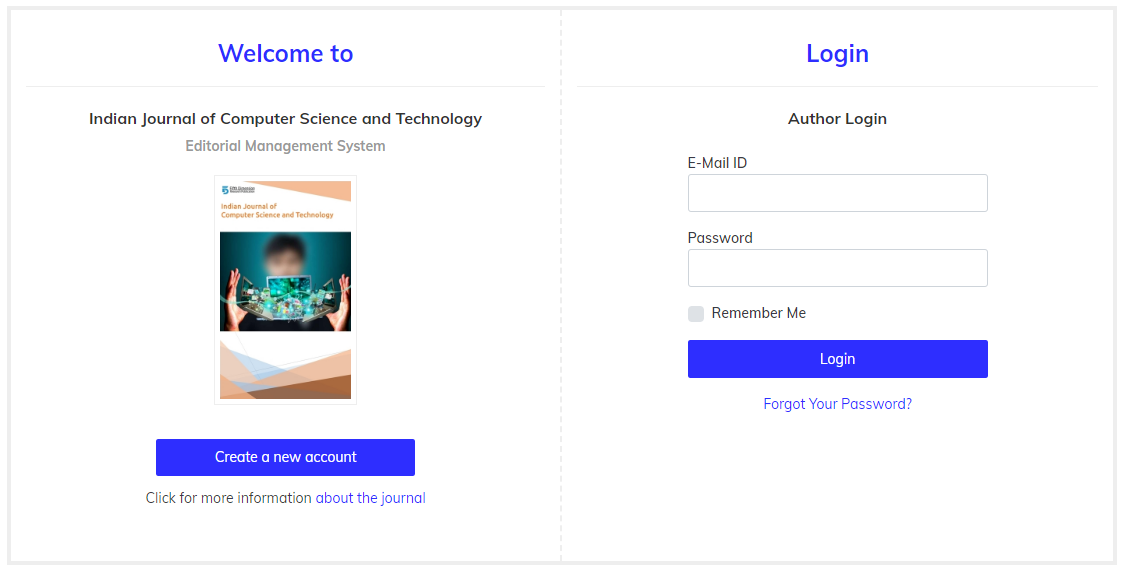 Welcome to
Indian Journal of Computer Science and Technology
Editorial Management System
Indian Journal of
Computer Science and Technology
Create a new account
Click for more information about the journal
Login
Author Login
E-Mail ID
Password
Remember Me
Login
Forgot Your Password?